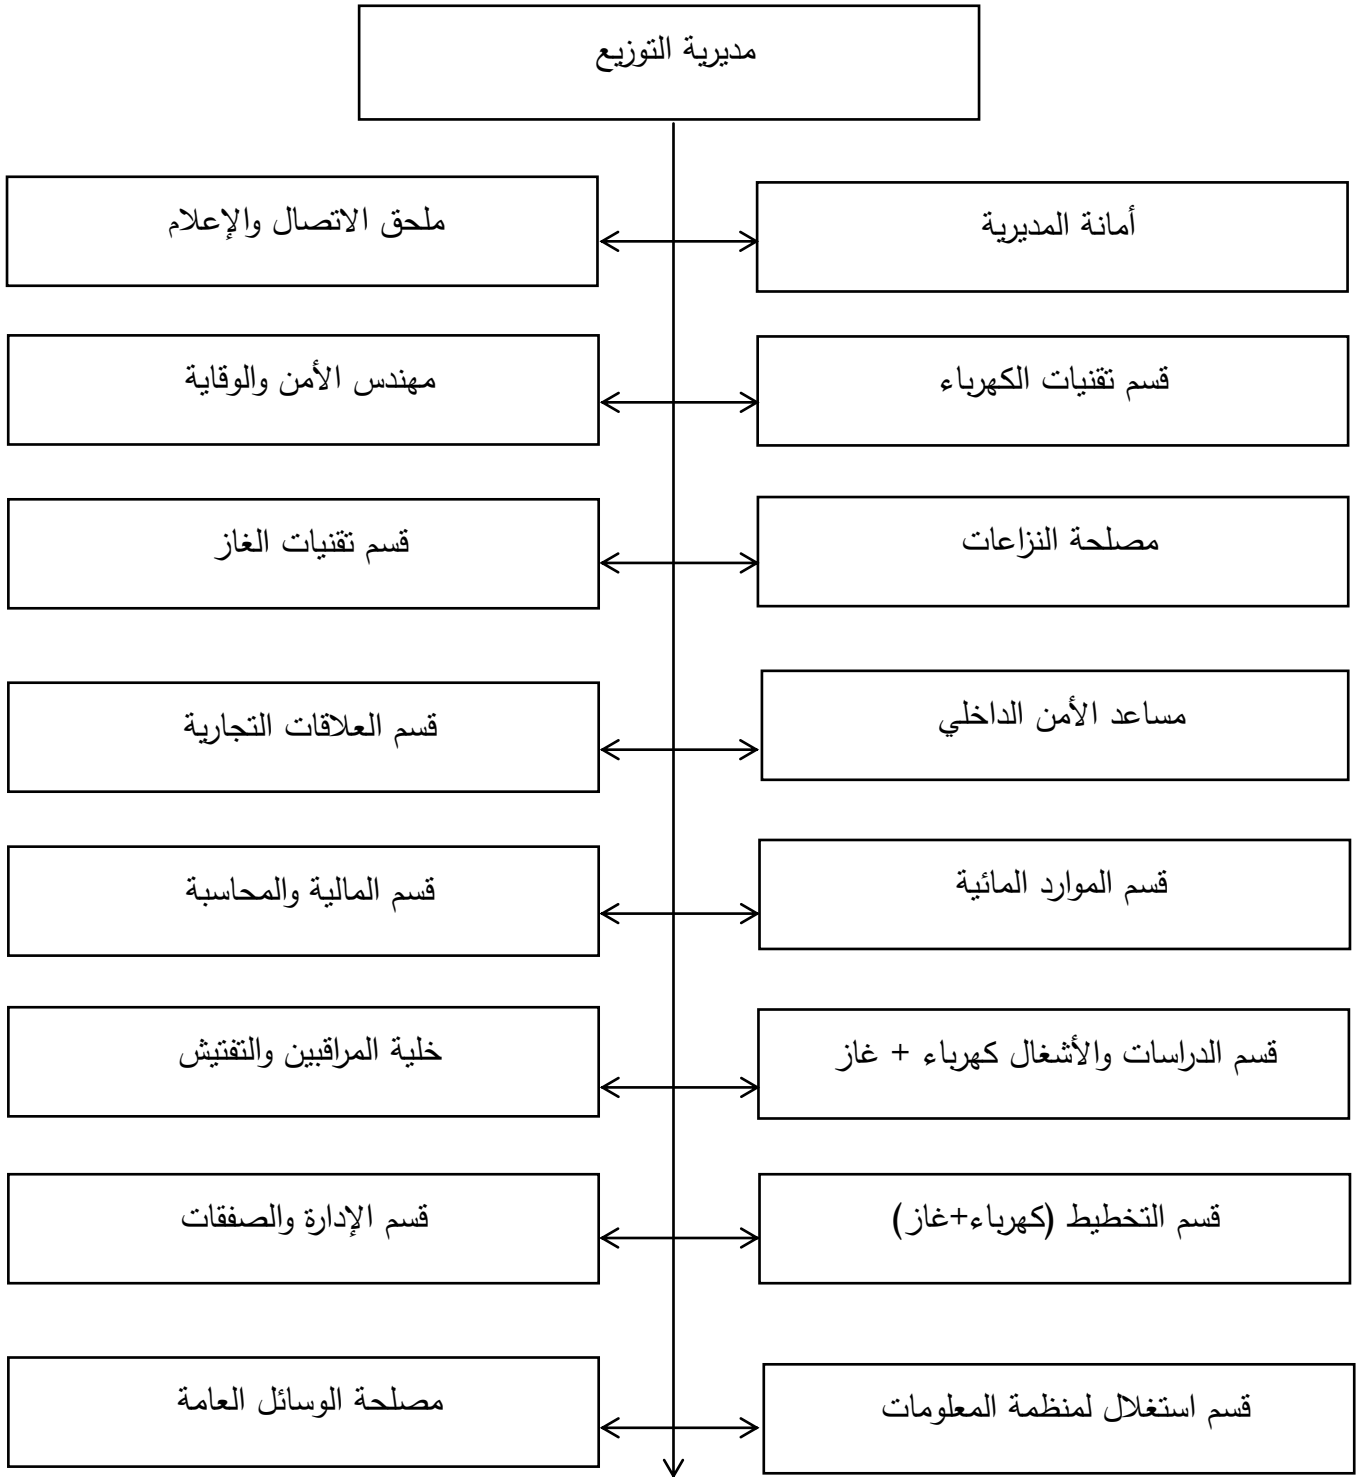 مديرية التوزيع
أمانة المديرية
ملحق الاتصال والإعلام
قسم تقنيات الكهرباء
مهندس الأمن والوقاية
مصلحة النزاعات
قسم تقنيات الغاز
مساعد الأمن الداخلي
قسم العلاقات التجارية
قسم الموارد المائية
قسم المالية والمحاسبة
قسم الدراسات والأشغال كهرباء + غاز
خلية المراقبين والتفتيش
قسم التخطيط (كهرباء+غاز)
قسم الإدارة والصفقات
قسم استغلال لمنظمة المعلومات
مصلحة الوسائل العامة